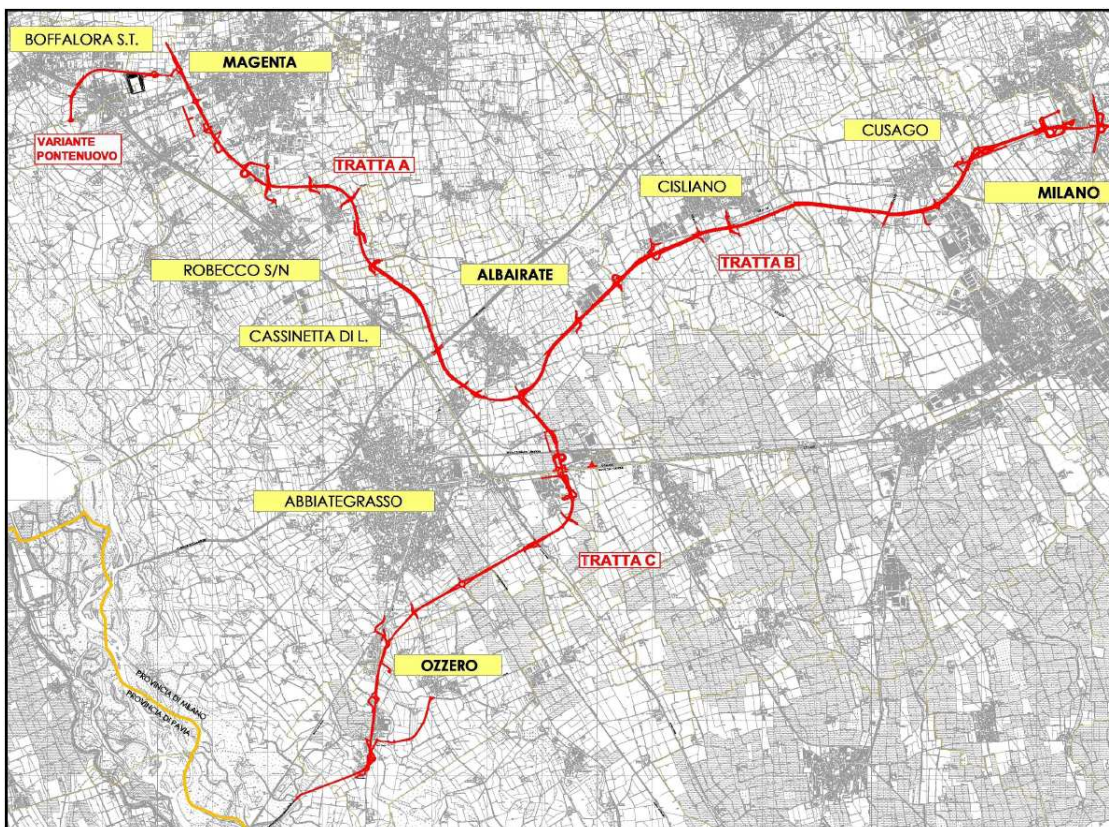 BOFFALORA S.T.
MAGENTA
VARIANTE
PONTENUOVO
TRATTA A
CUSAGO
CISLIANO
MILANO
ROBECCO S/N
ALBAIRATE
TRATTA B
CASSINETTA DI L.
ABBIATEGRASSO
TRATTA C
OZZERO
PROVINCIA DI MILANO
PROVINCIA DI PAVIA